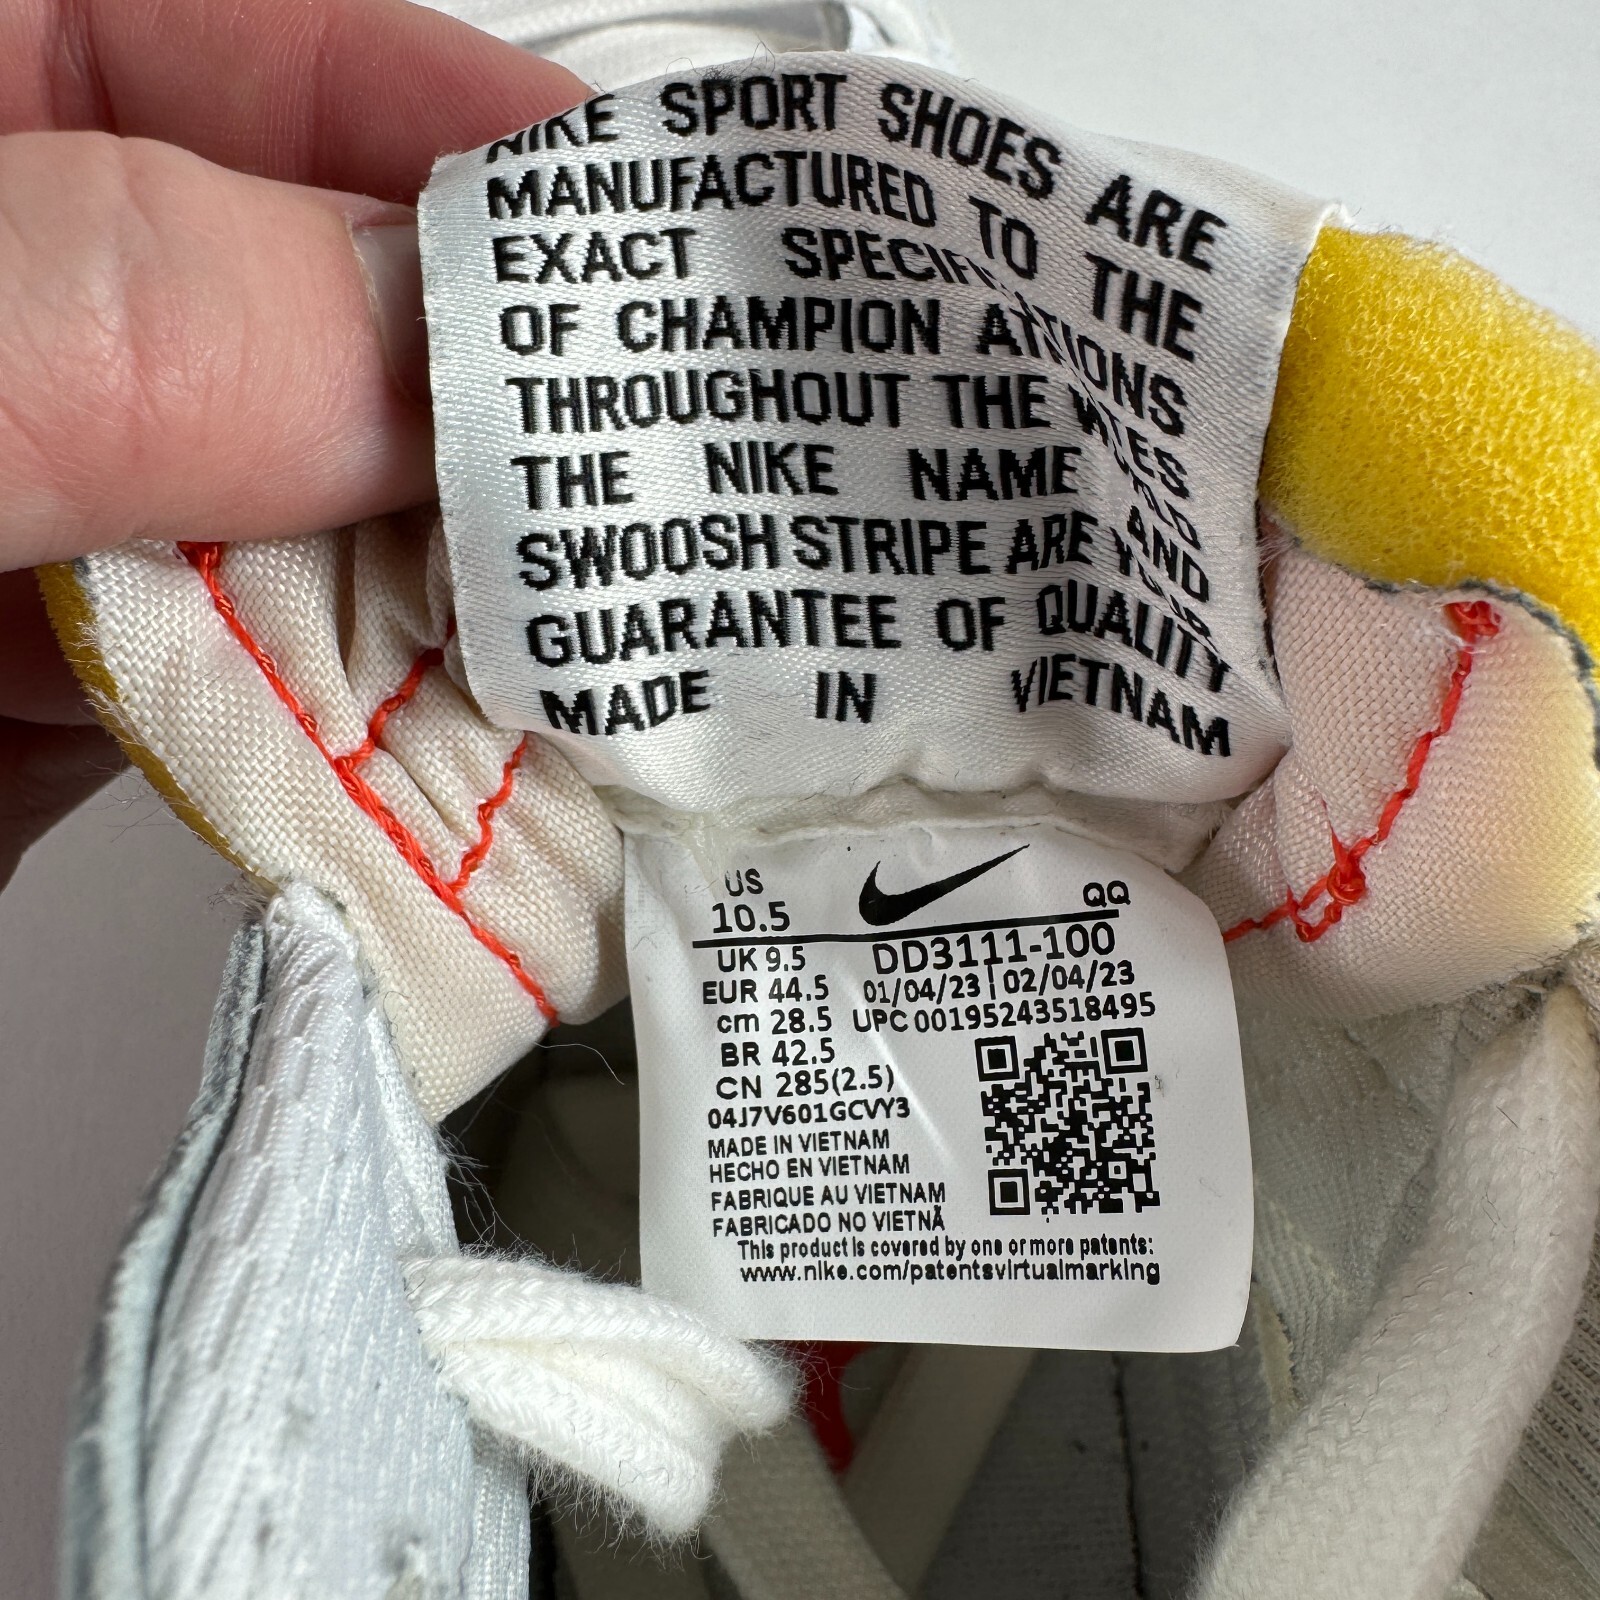 NIKE SPORT SHOES ARE
MANUFACTURED TO THE
EXACT SPECIFICATIONS
OF CHAMPION ATHLETES
THROUGHOUT THE WORLD
THE NIKE NAME AND
SWOOSH STRIPE ARE YOUR
GUARANTEE OF QUALITY
MADE IN VIETNAM
US
10.5
QQ
UK 9.5
DD3111-100
EUR 44.5
01/04/23 | 02/04/23
cm 28.5
UPC 00195243518495
BR 42.5
CN 285(2.5)
04J7V601GCVY3
MADE IN VIETNAM
HECHO EN VIETNAM
FABRIQUE AU VIETNAM
FABRICADO NO VIETNÃ
This product is covered by one or more patents:
www.nike.com/patentsvirtualmarking